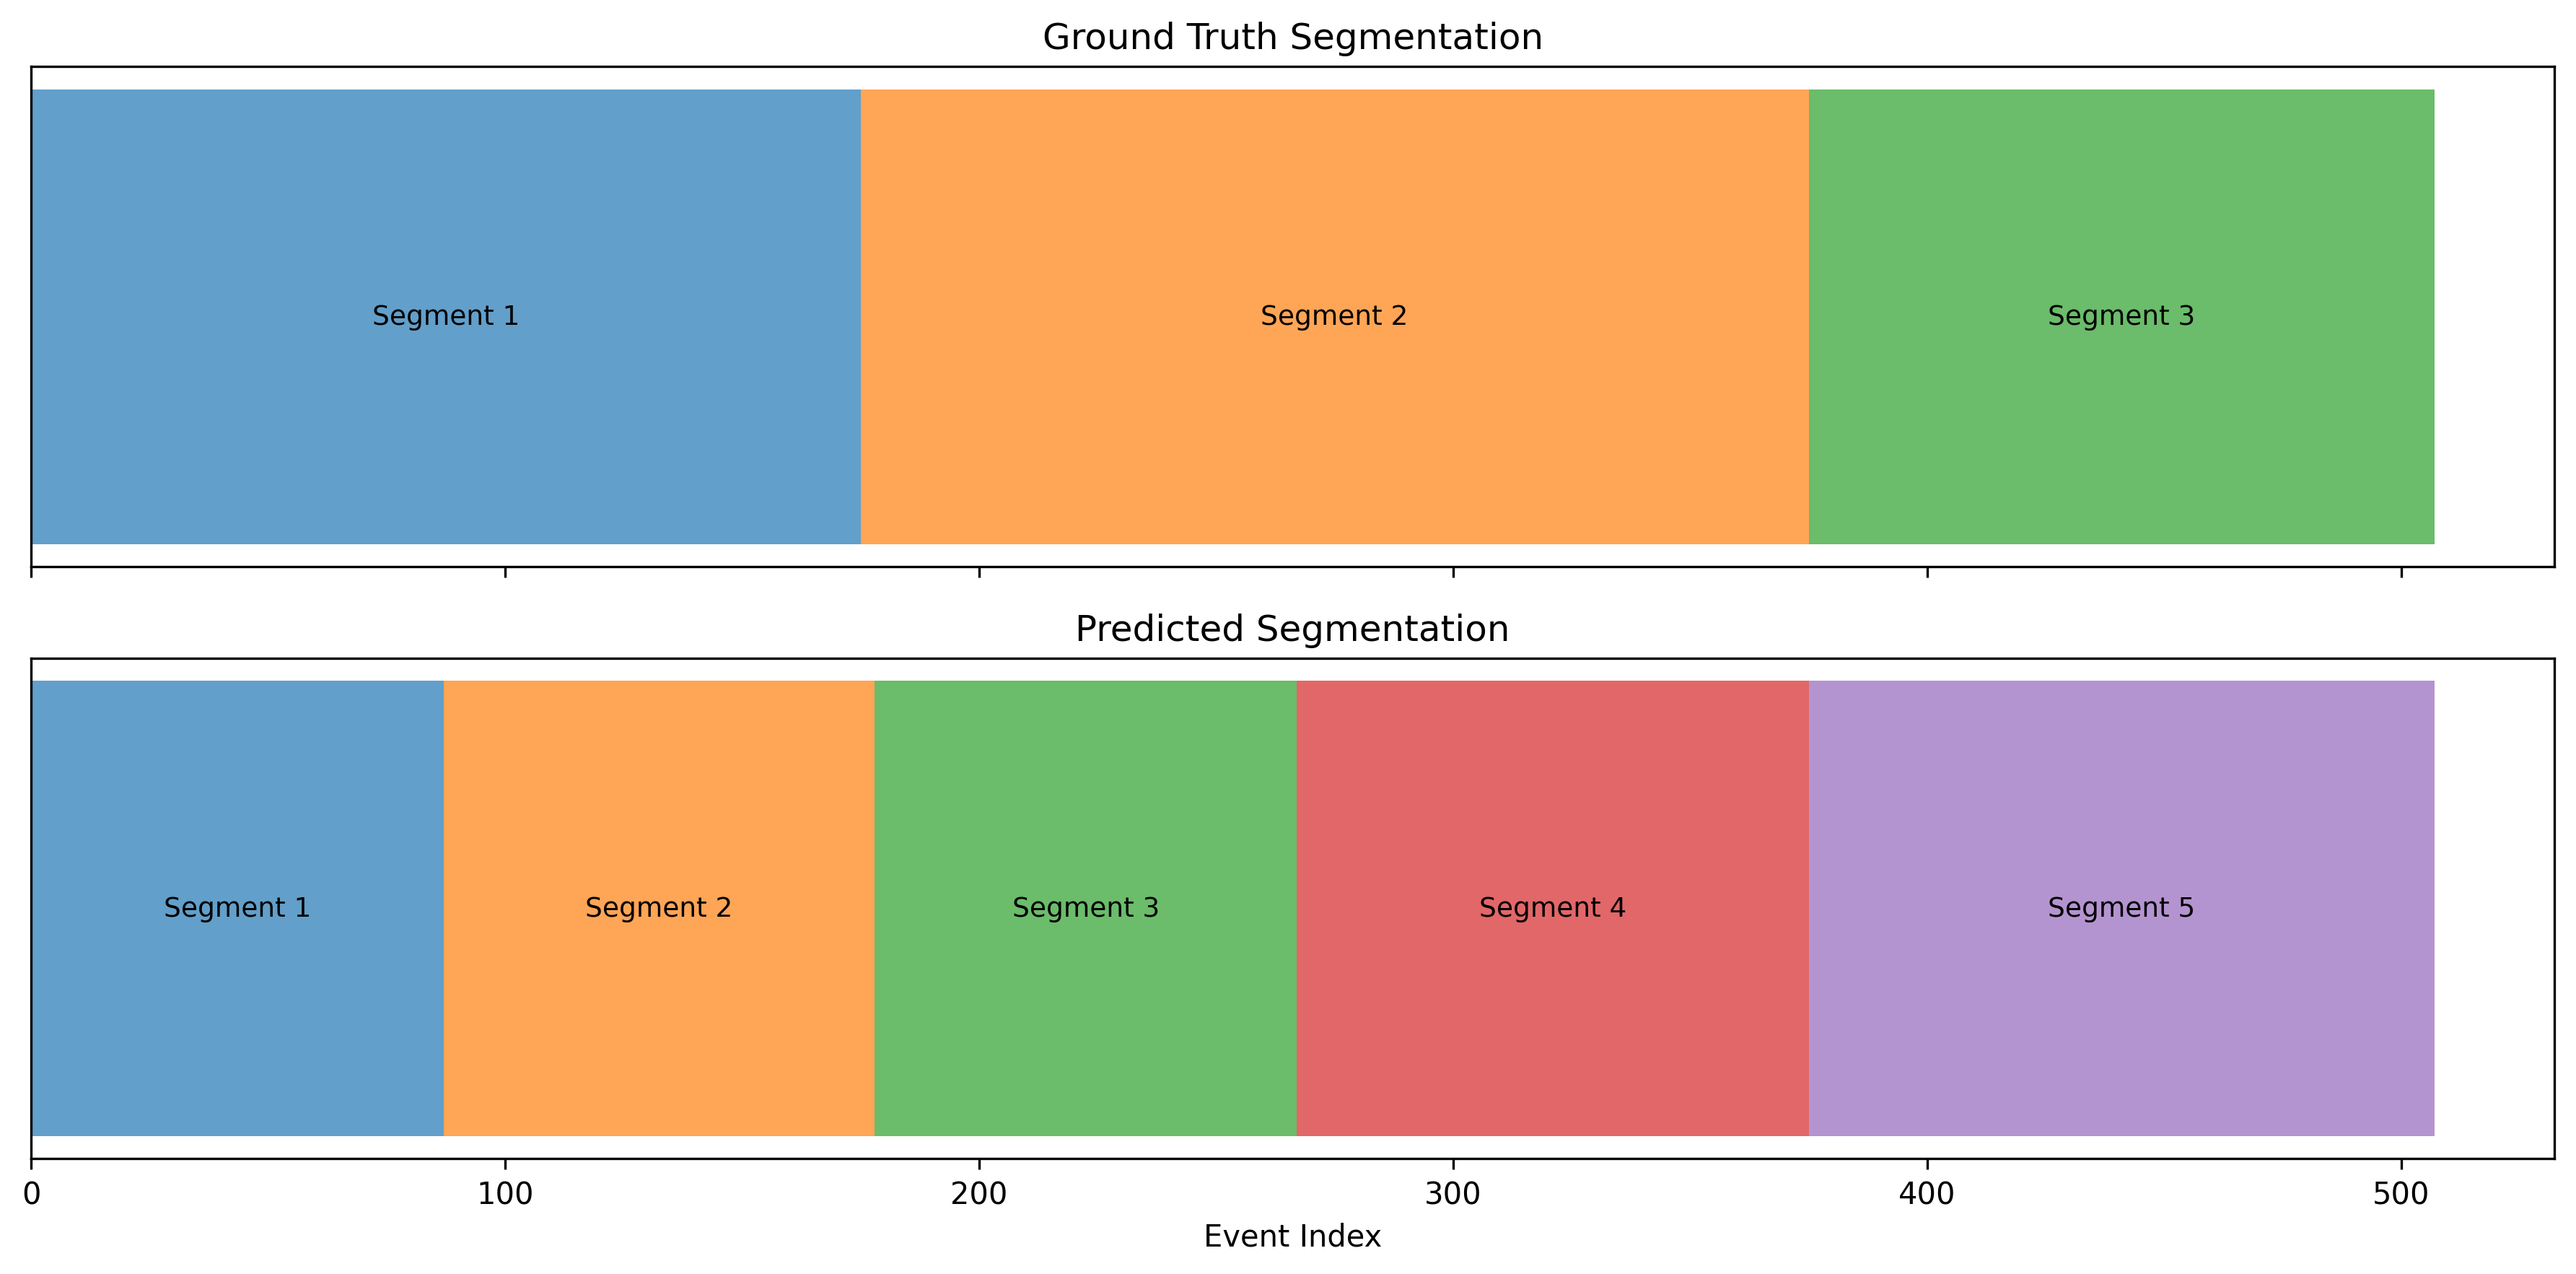 Ground Truth Segmentation
Segment 1 Segment 2 Segment 3
Predicted Segmentation
Segment 1 Segment 2 Segment 3 Segment 4 Segment 5
0 100 200 300 400 500
Event Index